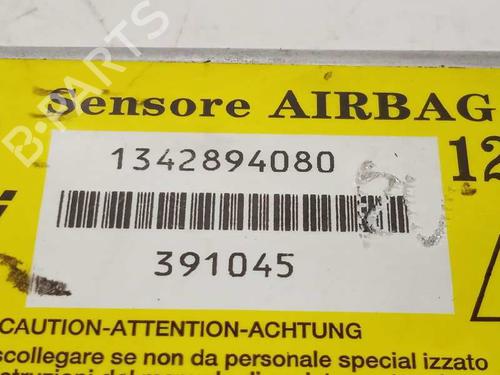 B-PARTS
Sensore AIRBAG
1342894080
12
391045
CAUTION-ATTENTION-ACHTUNG
scollegare se non da personale special izzato